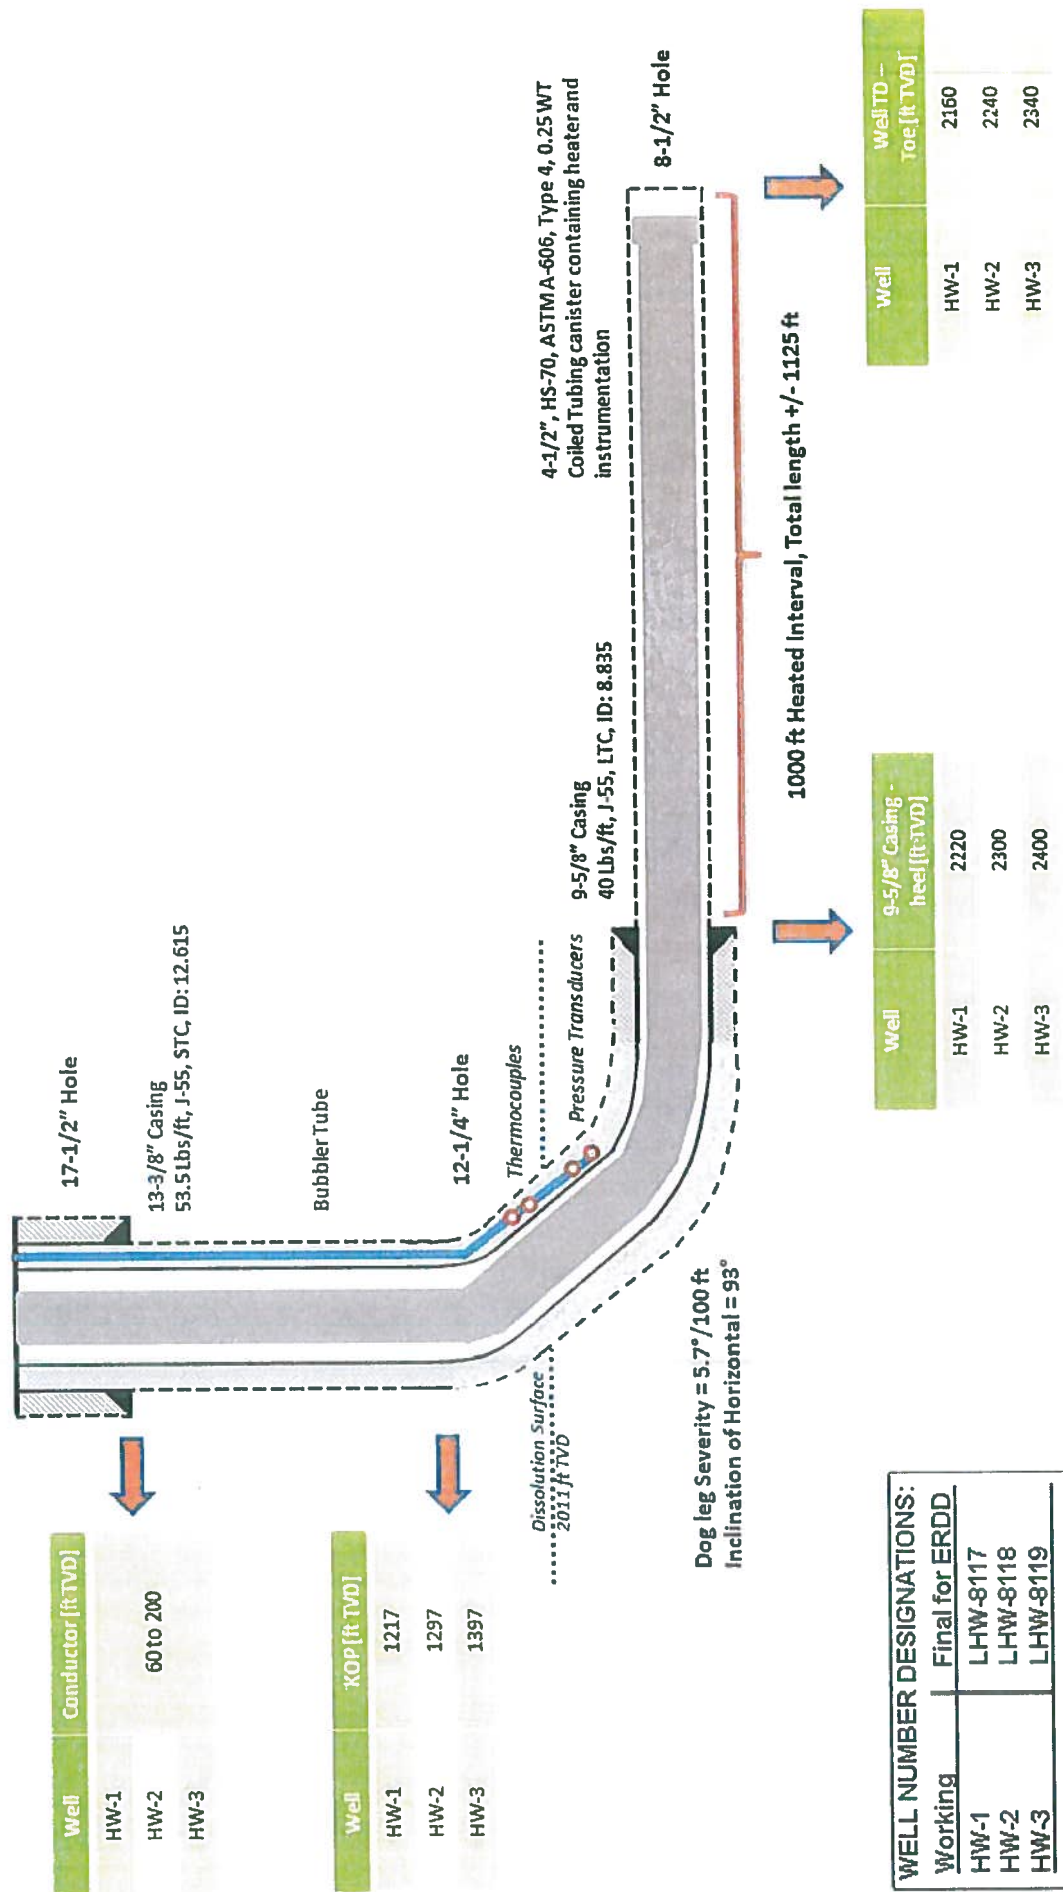 Well Conductor [ft TVD]
HW-1
HW-2 60 to 200
HW-3
17-1/2" Hole
13-3/8" Casing
53.5 Lbs/ft, J-55, STC, ID: 12.615
Bubbler Tube
Well KOP [ft TVD]
HW-1 1217
HW-2 1297
HW-3 1397
12-1/4" Hole
Thermocouples
Dissolution Surface
2011 ft TVD
Pressure Transducers
9-5/8" Casing
40 Lbs/ft, J-55, LTC, ID: 8.835
4-1/2", HS-70, ASTM A-606, Type 4, 0.25 WT
Coiled Tubing canister containing heater and
instrumentation
8-1/2" Hole
Dog leg Severity = 5.7°/100 ft
Inclination of Horizontal = 93°
1000 ft Heated Interval, Total length +/- 1125 ft
WELL NUMBER DESIGNATIONS:
Working Final for ERDD
HW-1 LHW-8117
HW-2 LHW-8118
HW-3 LHW-8119
Well 9-5/8" Casing -
heel [ft TVD]
HW-1 2220
HW-2 2300
HW-3 2400
Well Well TD -
Toe [ft TVD]
HW-1 2160
HW-2 2240
HW-3 2340